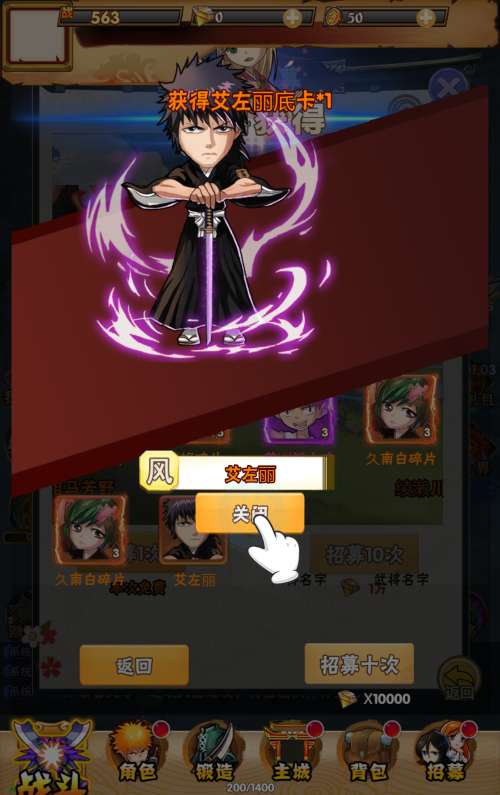 战 563 0 50
获得艾左丽底卡*1
获得
3 3
久南白碎片
风 艾左丽
关闭
3
招募10次
久南白碎片 艾左丽
本次免费 武将名字
1万
返回 招募十次
X10000 返回
战斗 角色 锻造 主城 背包 招募
200/1400